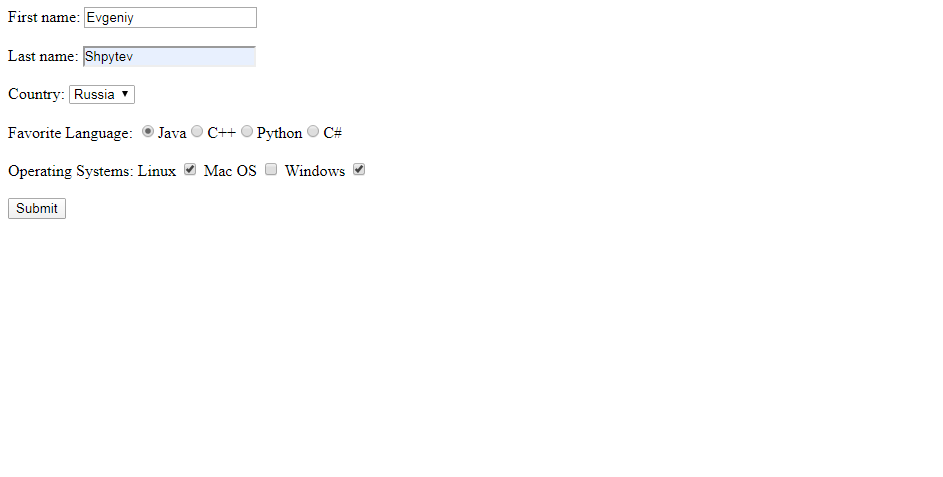 First name: Evgeniy
Last name: Shpytev
Country: Russia
Favorite Language: Java C++ Python C#
Operating Systems: Linux Mac OS Windows
Submit